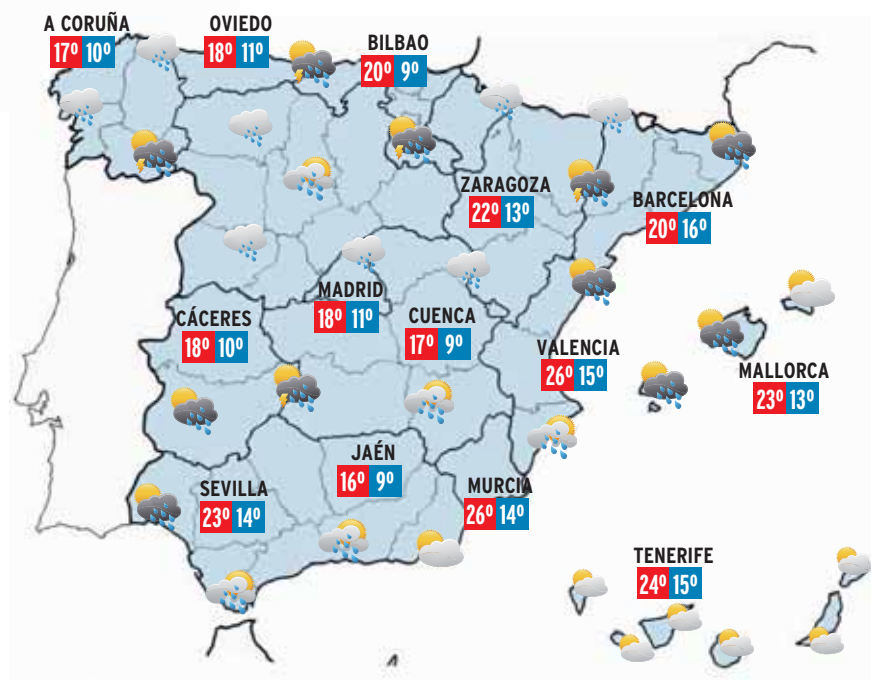 A CORUÑA
17º 10º
OVIEDO
18º 11º
BILBAO
20º 9º
ZARAGOZA
22º 13º
BARCELONA
20º 16º
MADRID
18º 11º
CÁCERES
18º 10º
CUENCA
17º 9º
VALENCIA
26º 15º
MALLORCA
23º 13º
JAÉN
16º 9º
SEVILLA
23º 14º
MURCIA
26º 14º
TENERIFE
24º 15º